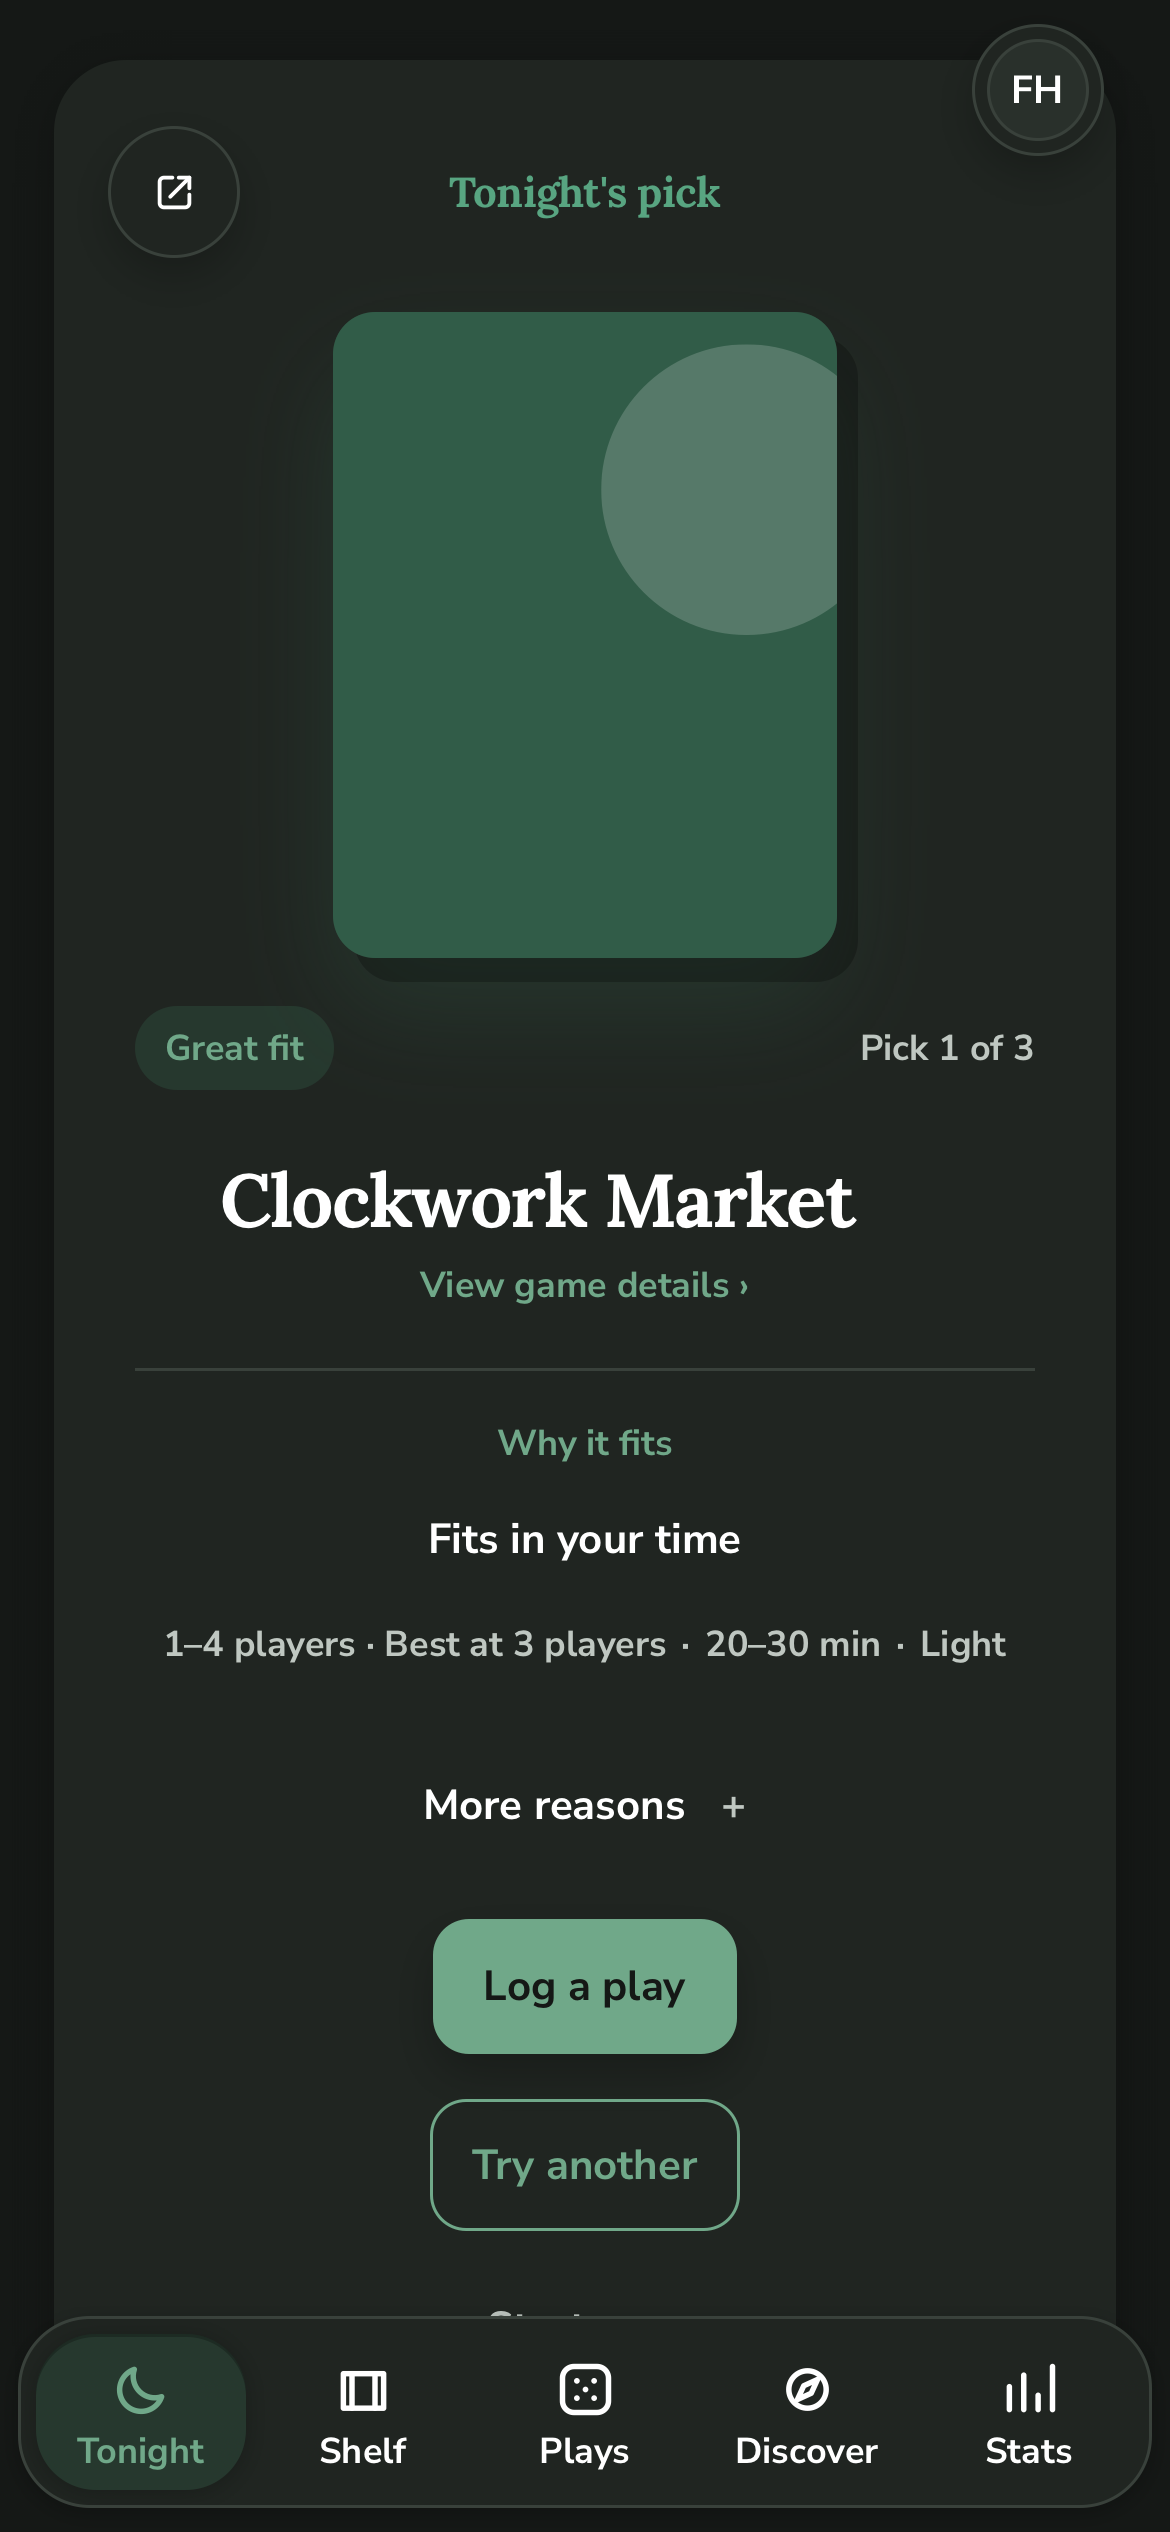 FH
Tonight's pick
Great fit
Pick 1 of 3
Clockwork Market
View game details ›
Why it fits
Fits in your time
1–4 players · Best at 3 players · 20–30 min · Light
More reasons +
Log a play
Try another
Tonight
Shelf
Plays
Discover
Stats